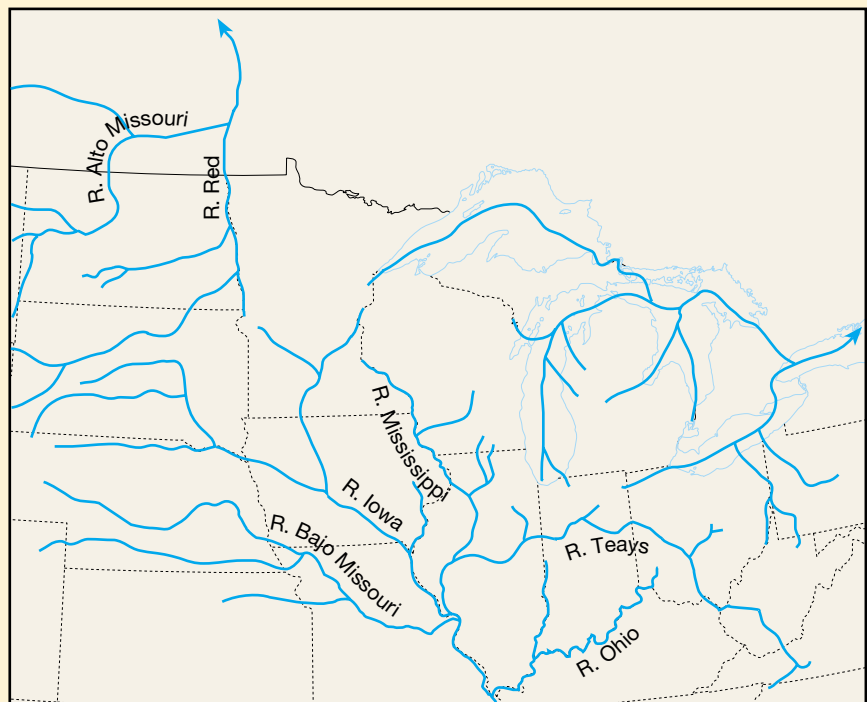 R. Alto Missouri
R. Red
R. Mississippi
R. Iowa
R. Bajo Missouri
R. Teays
R. Ohio